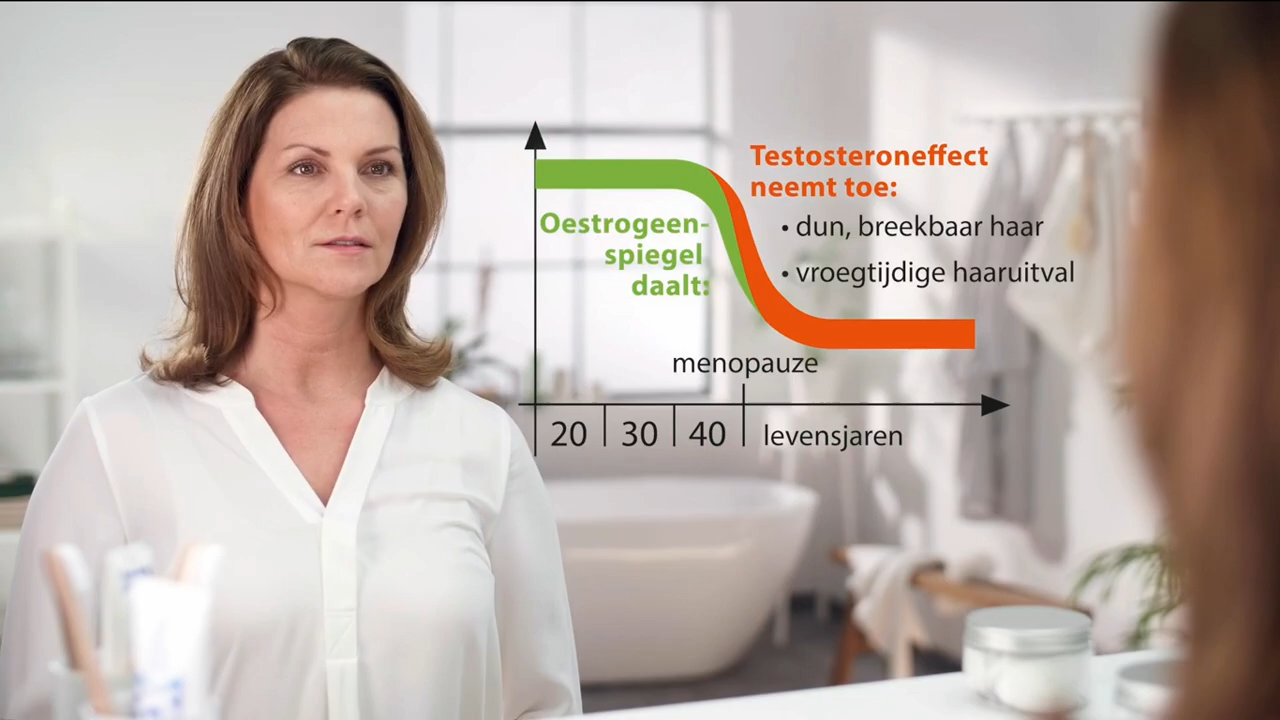 Testosteroneffect
neemt toe:
• dun, breekbaar haar
• vroegtijdige haaruitval
Oestrogeen-
spiegel
daalt:
menopauze
20 30 40 levensjaren